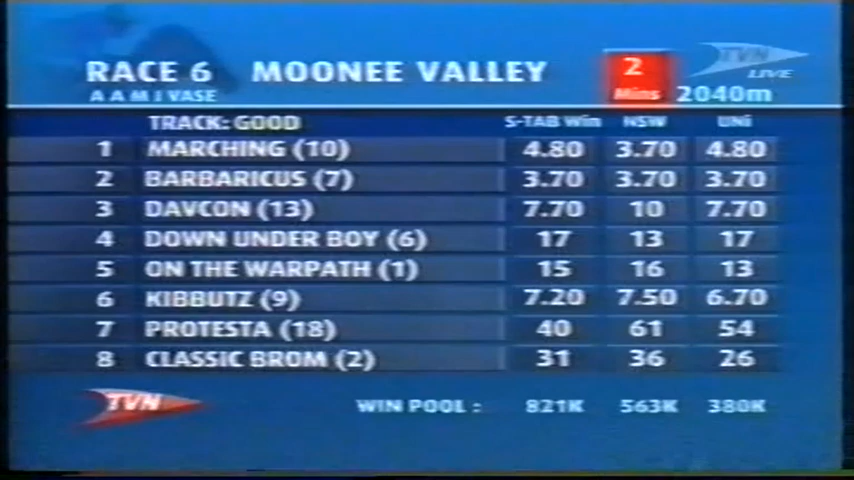 RACE 6 MOONEE VALLEY 2 Mins TVN LIVE
A A M I VASE 2040m
TRACK: GOOD S-TAB Win NSW UNi
1 MARCHING (10) 4.80 3.70 4.80
2 BARBARICUS (7) 3.70 3.70 3.70
3 DAVCON (13) 7.70 10 7.70
4 DOWN UNDER BOY (6) 17 13 17
5 ON THE WARPATH (1) 15 16 13
6 KIBBUTZ (9) 7.20 7.50 6.70
7 PROTESTA (18) 40 61 54
8 CLASSIC BROM (2) 31 36 26
TVN WIN POOL : 821K 563K 380K